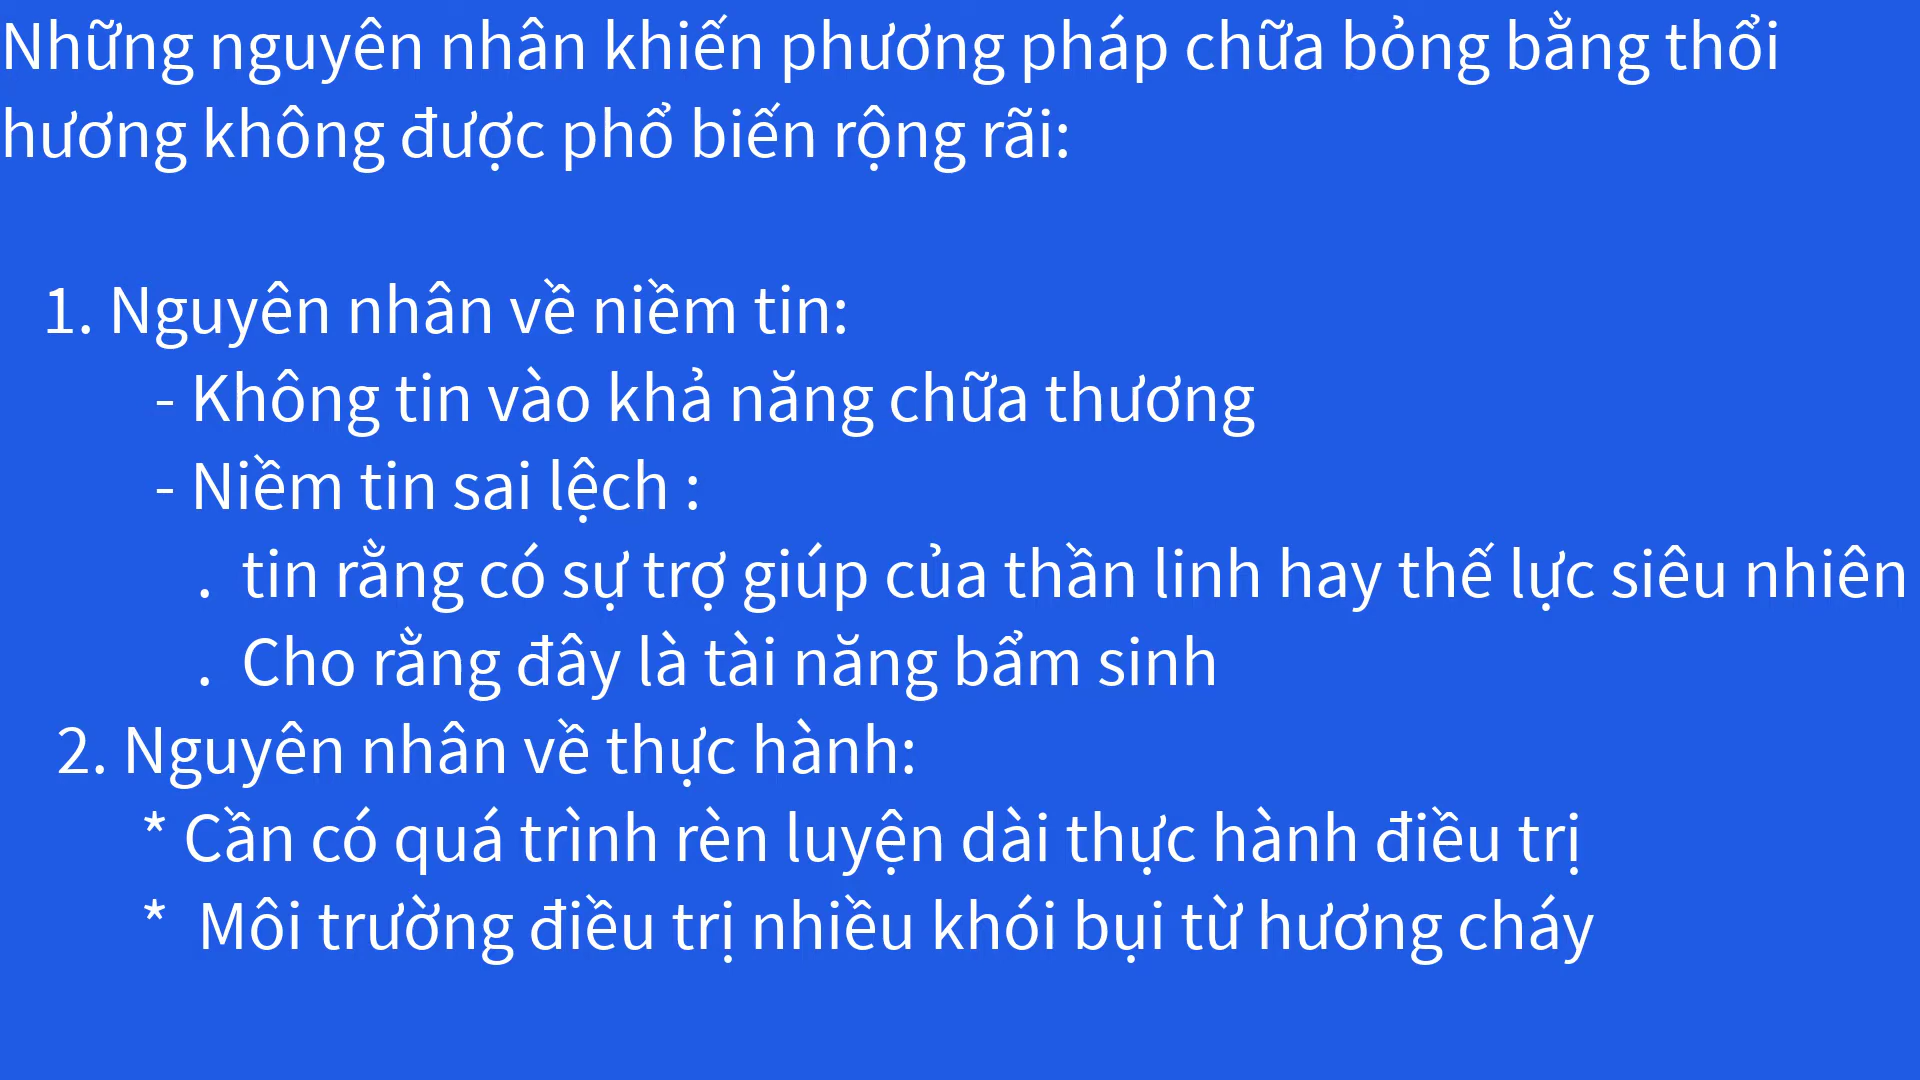 Những nguyên nhân khiến phương pháp chữa bỏng bằng thổi
hương không được phổ biến rộng rãi:
1. Nguyên nhân về niềm tin:
- Không tin vào khả năng chữa thương
- Niềm tin sai lệch :
. tin rằng có sự trợ giúp của thần linh hay thế lực siêu nhiên
. Cho rằng đây là tài năng bẩm sinh
2. Nguyên nhân về thực hành:
* Cần có quá trình rèn luyện dài thực hành điều trị
* Môi trường điều trị nhiều khói bụi từ hương cháy